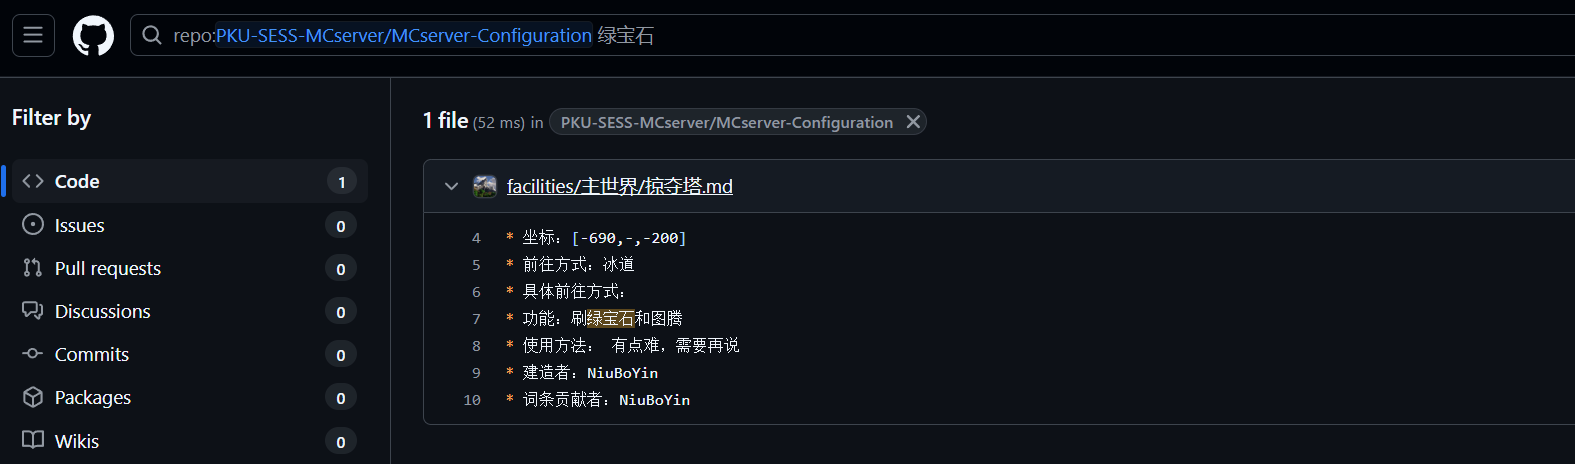 repo:PKU-SESS-MCserver/MCserver-Configuration 绿宝石
Filter by
Code 1
Issues 0
Pull requests 0
Discussions 0
Commits 0
Packages 0
Wikis 0
1 file (52 ms) in PKU-SESS-MCserver/MCserver-Configuration
facilities/主世界/掠夺塔.md
4 * 坐标：[-690,-,-200]
5 * 前往方式：冰道
6 * 具体前往方式：
7 * 功能：刷绿宝石和图腾
8 * 使用方法： 有点难，需要再说
9 * 建造者：NiuBoYin
10 * 词条贡献者：NiuBoYin